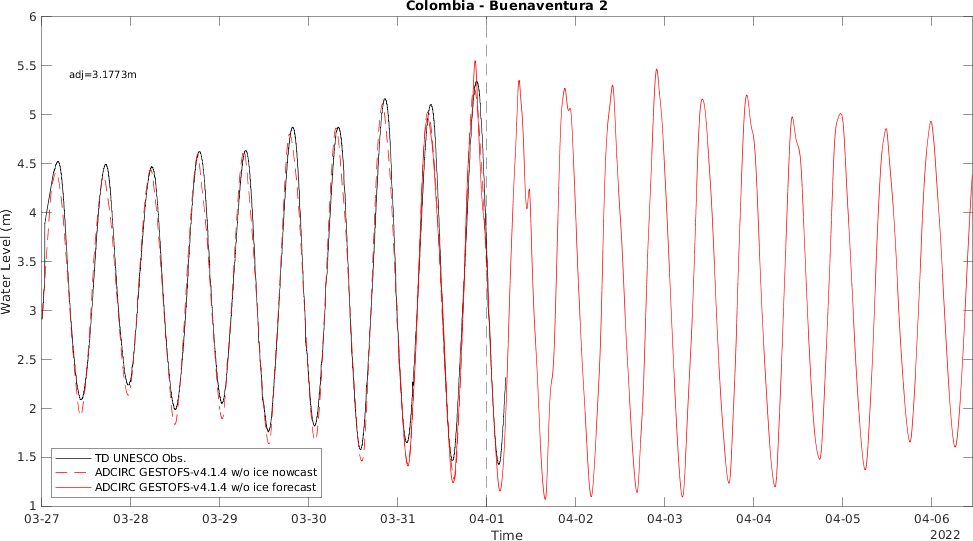 Colombia - Buenaventura 2
6
5.5
5
4.5
4
3.5
3
2.5
2
1.5
1
Water Level (m)
adj=3.1773m
TD UNESCO Obs.
ADCIRC GESTOFS-v4.1.4 w/o ice nowcast
ADCIRC GESTOFS-v4.1.4 w/o ice forecast
03-27 03-28 03-29 03-30 03-31 04-01 04-02 04-03 04-04 04-05 04-06
Time
2022